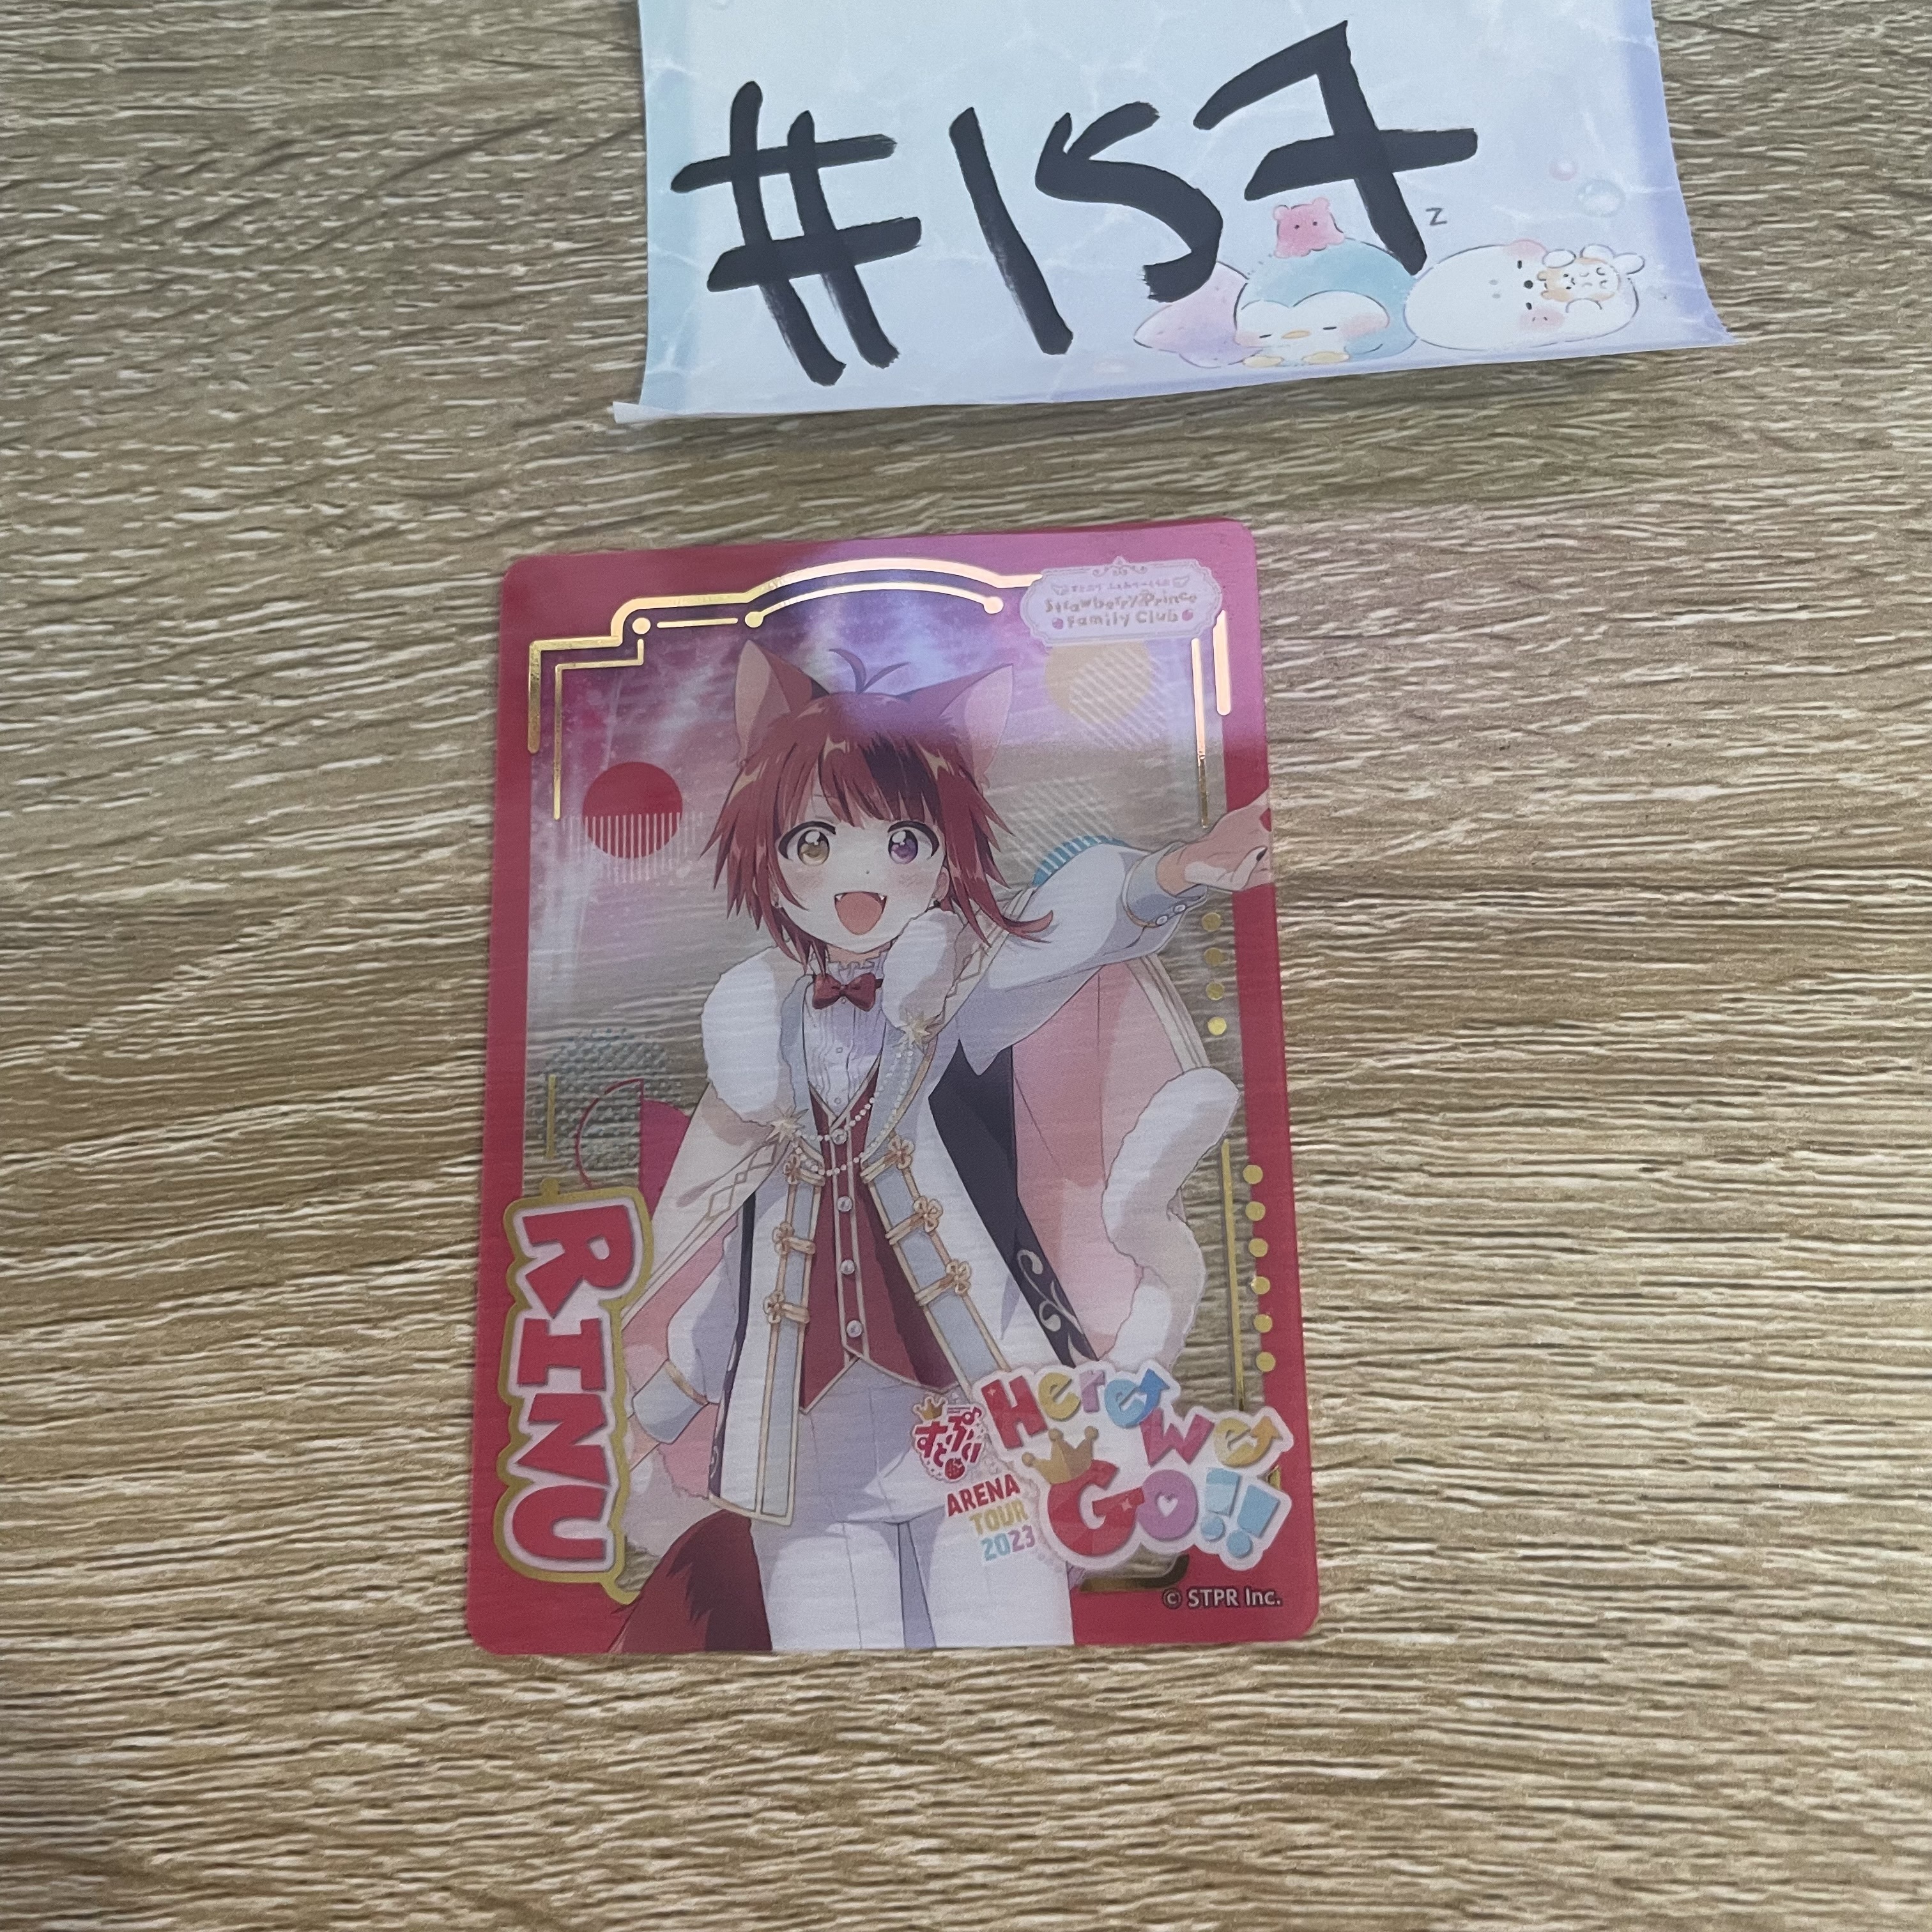 #157
Strawberry Prince
Family Club
RINU
すとぷり
Here We
Go!!
ARENA
TOUR
2023
© STPR Inc.